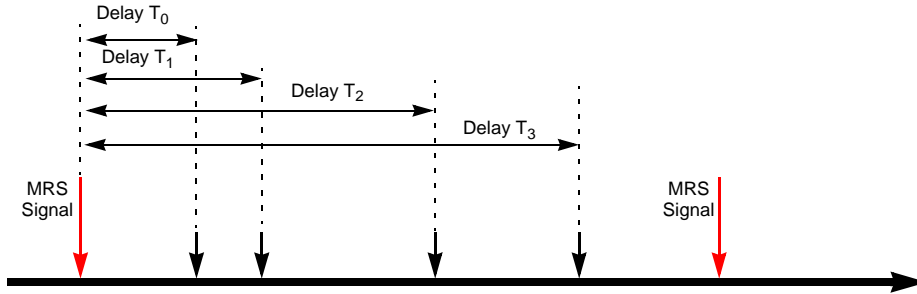 Delay T0
Delay T1
Delay T2
Delay T3
MRS
Signal
MRS
Signal